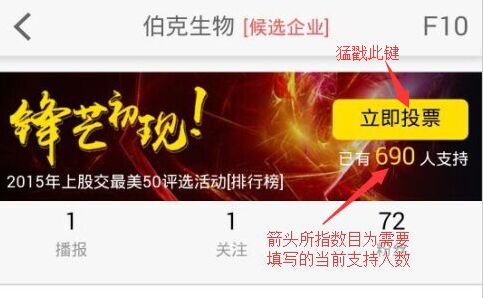 伯克生物 [候选企业] F10
猛戳此键
锋芒初现！
立即投票
已有 690 人支持
2015年上股交最美50评选活动[排行榜]
1 1 72
播报 关注 粉丝
箭头所指数目为需要
填写的当前支持人数